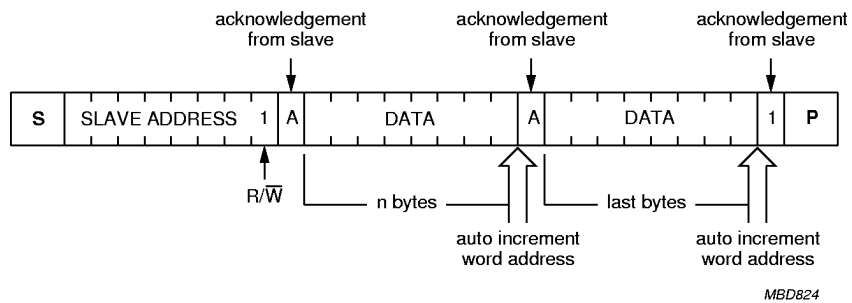 acknowledgement
from slave
acknowledgement
from slave
acknowledgement
from slave
S SLAVE ADDRESS 1 A DATA A DATA 1 P
R/W̅
n bytes
last bytes
auto increment
word address
auto increment
word address
MBD824